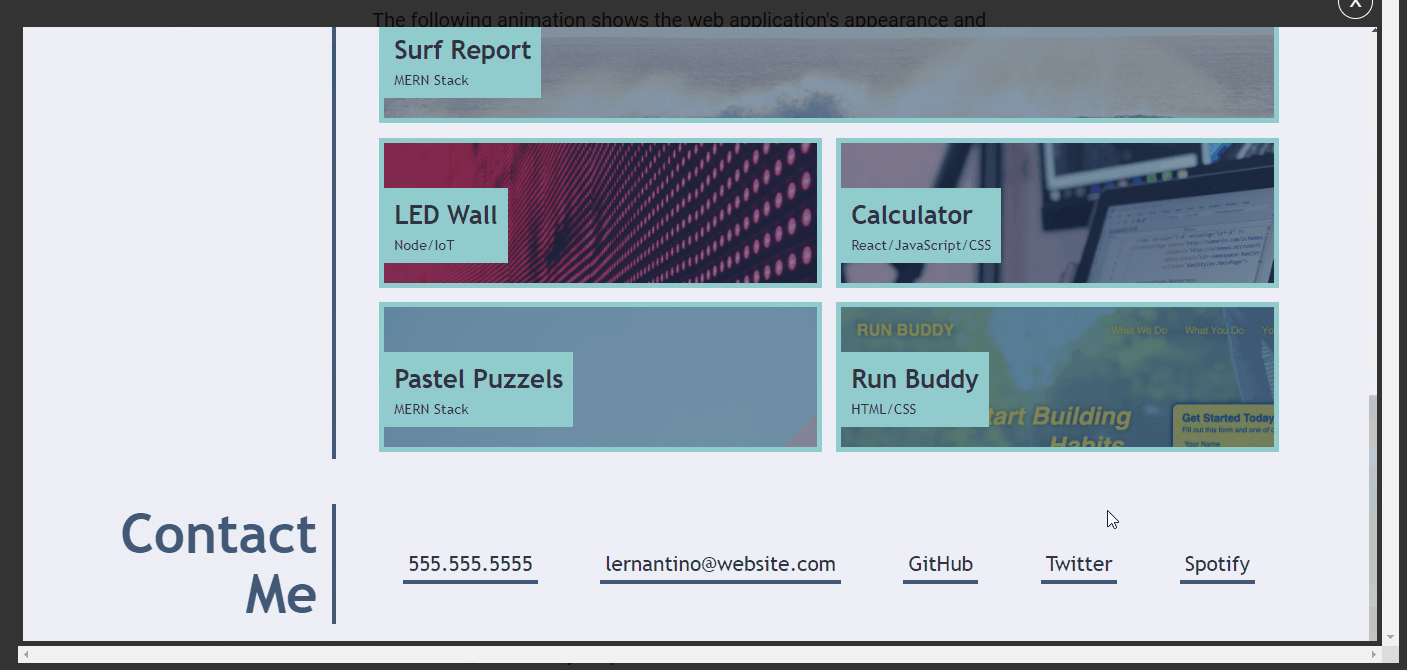 The following animation shows the web application's appearance and
X
Surf Report
MERN Stack
LED Wall
Node/IoT
Calculator
React/JavaScript/CSS
Pastel Puzzels
MERN Stack
RUN BUDDY
What We Do
What You Do
Yo
Run Buddy
HTML/CSS
tart Building
Habits
Get Started Today
Fill out this form and one of
Your Name
Contact
Me
555.555.5555
lernantino@website.com
GitHub
Twitter
Spotify